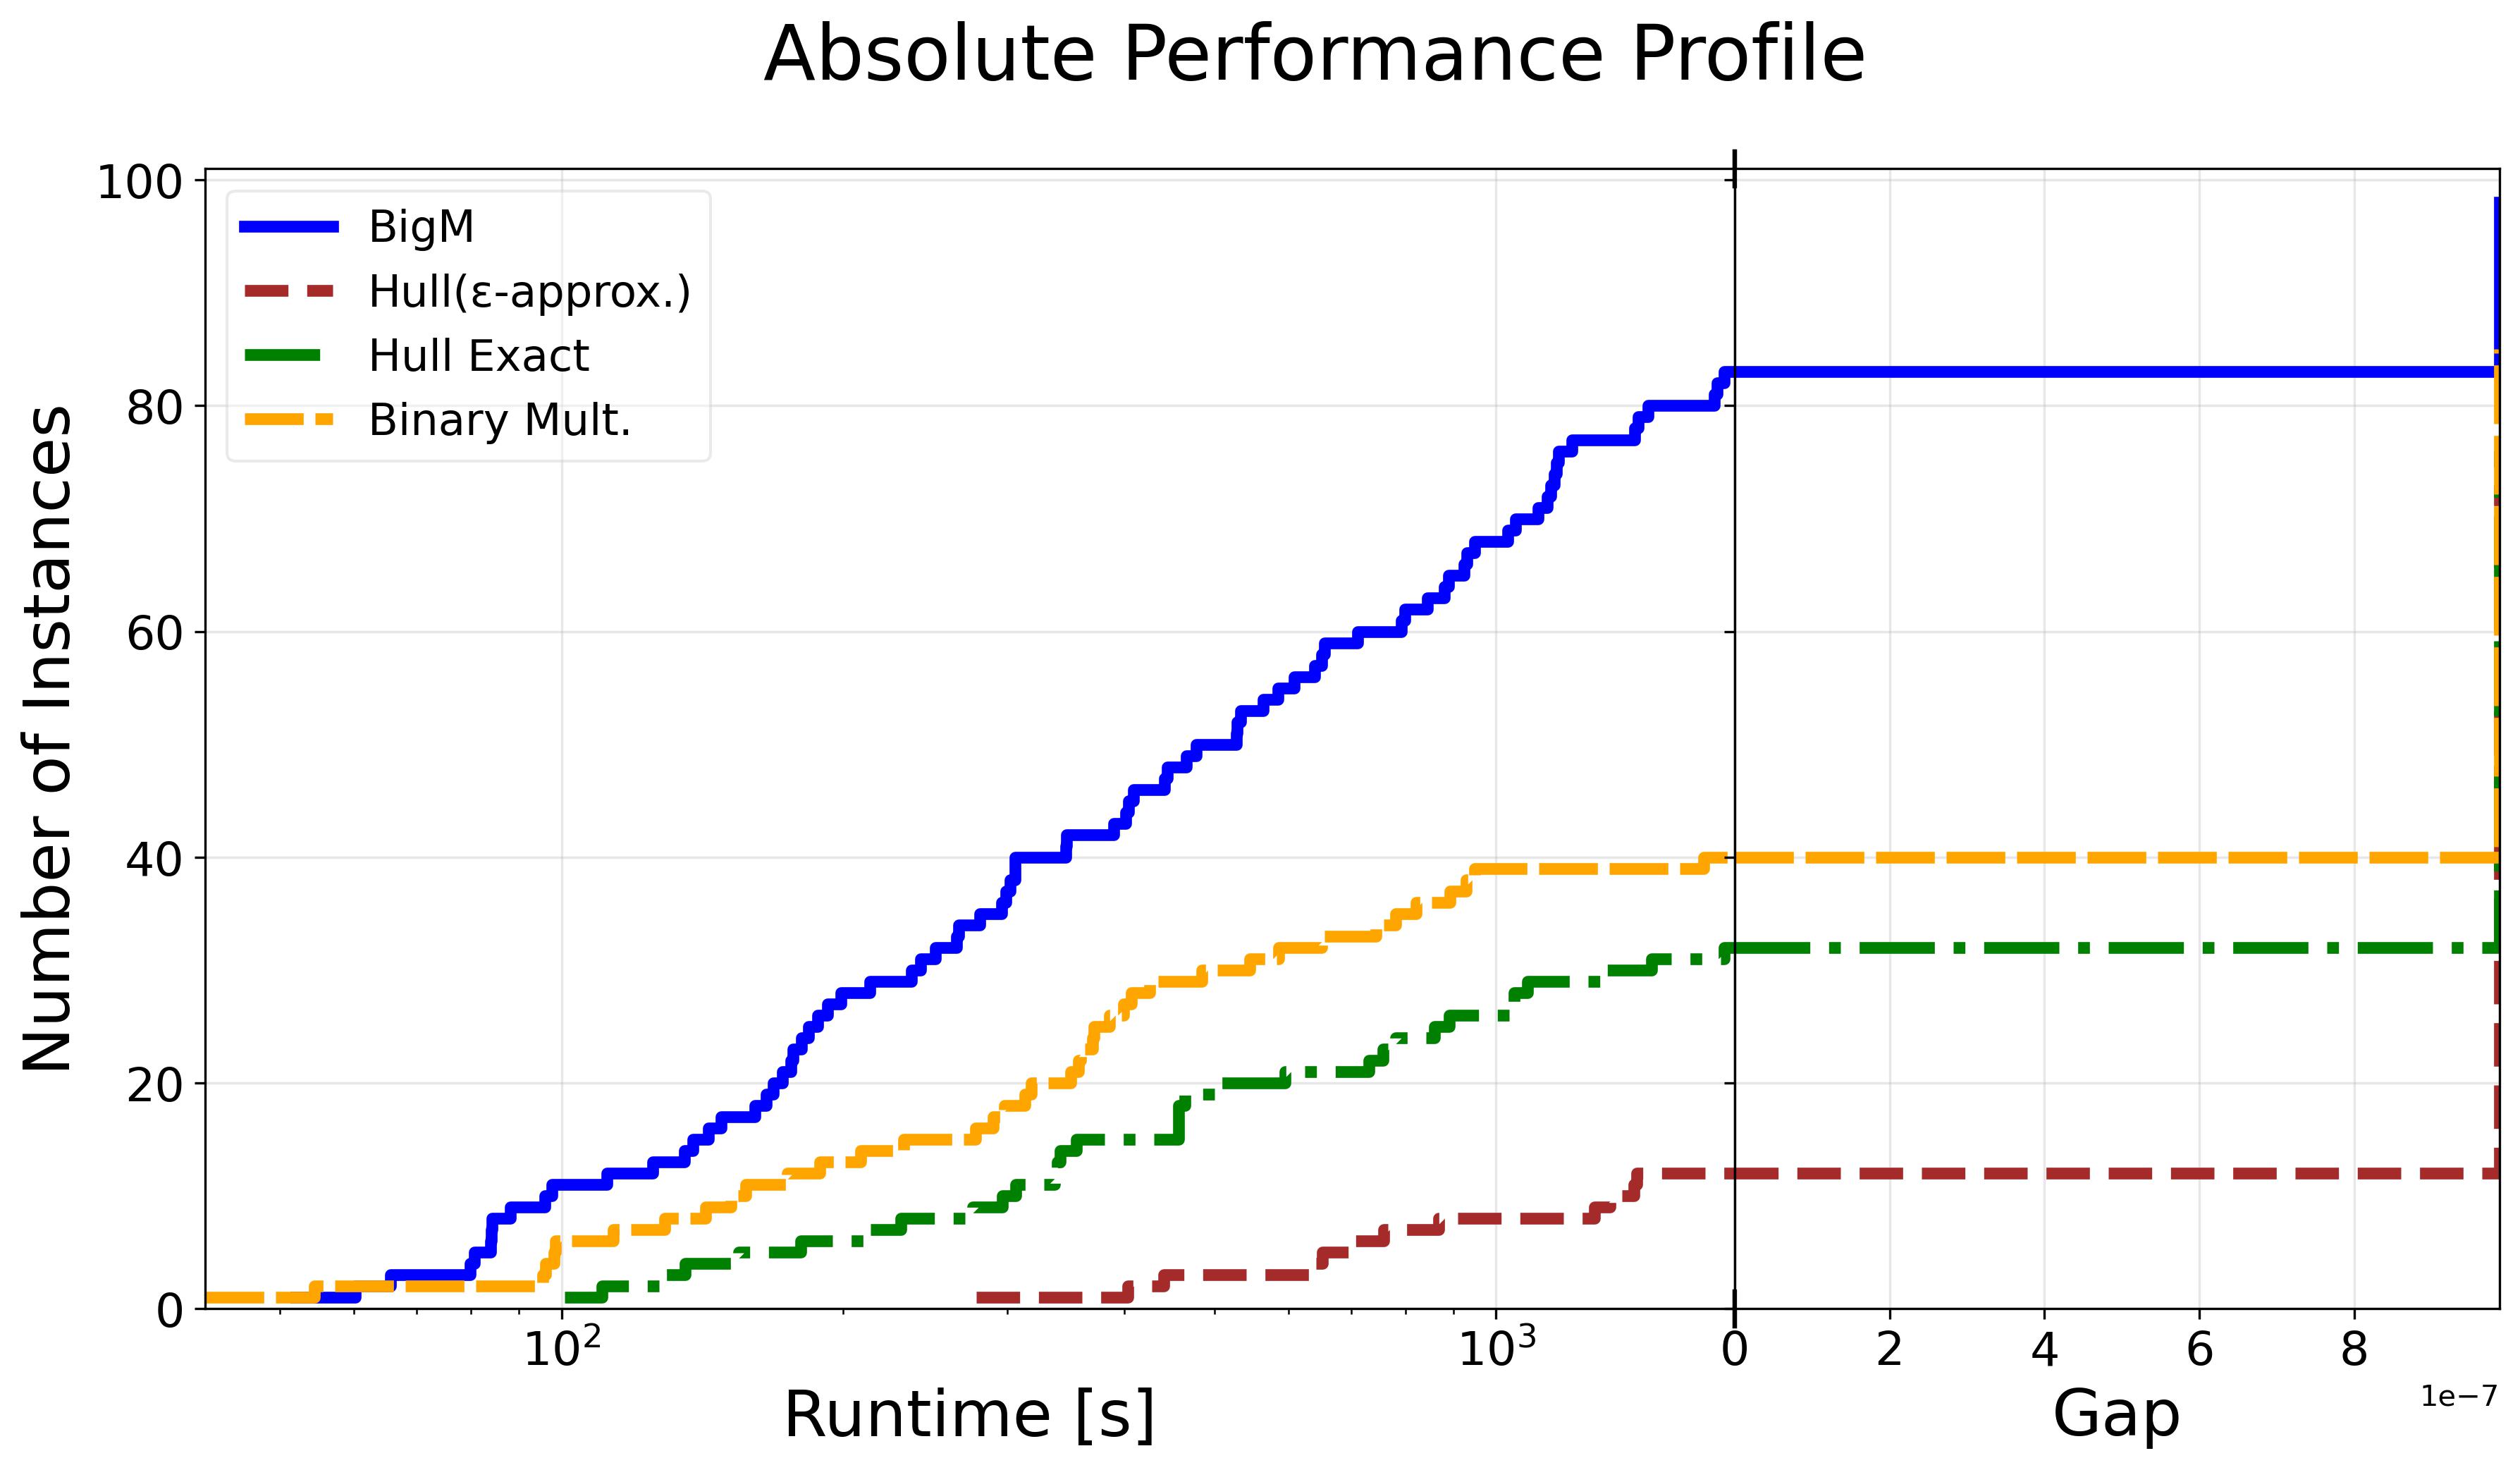 Absolute Performance Profile
Number of Instances
100
80
60
40
20
0
BigM
Hull(ε-approx.)
Hull Exact
Binary Mult.
10²
10³
0
2
4
6
8
1e−7
Runtime [s]
Gap